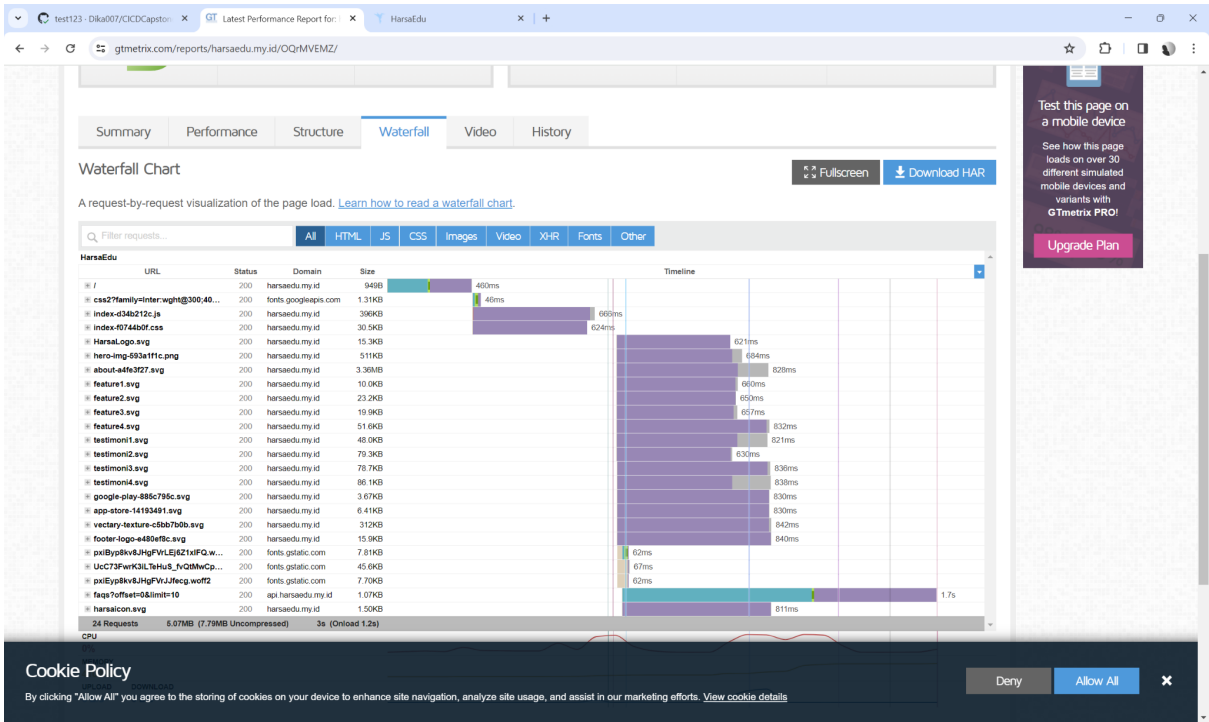 test123 · Dika007/CICDCapston
GT Latest Performance Report for:
HarsaEdu
gtmetrix.com/reports/harsaedu.my.id/OQrMVEMZ/
Test this page on
a mobile device
See how this page
loads on over 30
different simulated
mobile devices and
variants with
GTmetrix PRO!
Upgrade Plan
Summary Performance Structure Waterfall Video History
Waterfall Chart
Fullscreen Download HAR
A request-by-request visualization of the page load. Learn how to read a waterfall chart.
Filter requests... All HTML JS CSS Images Video XHR Fonts Other
HarsaEdu
URL Status Domain Size Timeline
/ 200 harsaedu.my.id 949B 460ms
css2?family=Inter:wght@300;40... 200 fonts.googleapis.com 1.31KB 46ms
index-d34b212c.js 200 harsaedu.my.id 396KB 666ms
index-f0744b0f.css 200 harsaedu.my.id 30.5KB 624ms
HarsaLogo.svg 200 harsaedu.my.id 15.3KB 621ms
hero-img-593a1f1c.png 200 harsaedu.my.id 511KB 684ms
about-a4fe3f27.svg 200 harsaedu.my.id 3.36MB 828ms
feature1.svg 200 harsaedu.my.id 10.0KB 660ms
feature2.svg 200 harsaedu.my.id 23.2KB 650ms
feature3.svg 200 harsaedu.my.id 19.9KB 657ms
feature4.svg 200 harsaedu.my.id 51.6KB 832ms
testimoni1.svg 200 harsaedu.my.id 48.0KB 821ms
testimoni2.svg 200 harsaedu.my.id 79.3KB 630ms
testimoni3.svg 200 harsaedu.my.id 78.7KB 836ms
testimoni4.svg 200 harsaedu.my.id 86.1KB 838ms
google-play-885c795c.svg 200 harsaedu.my.id 3.67KB 830ms
app-store-14193491.svg 200 harsaedu.my.id 6.41KB 830ms
vectary-texture-c5bb7b0b.svg 200 harsaedu.my.id 312KB 842ms
footer-logo-e480ef8c.svg 200 harsaedu.my.id 15.9KB 840ms
pxiByp8kv8JHgFVrLEj6Z1xlFQ.w... 200 fonts.gstatic.com 7.81KB 62ms
UcC73FwrK3iLTeHuS_fvQtMwCp... 200 fonts.gstatic.com 45.6KB 67ms
pxiEyp8kv8JHgFVrJJfecg.woff2 200 fonts.gstatic.com 7.70KB 62ms
faqs?offset=0&limit=10 200 api.harsaedu.my.id 1.07KB 1.7s
harsaicon.svg 200 harsaedu.my.id 1.50KB 811ms
24 Requests 5.07MB (7.79MB Uncompressed) 3s (Onload 1.2s)
CPU
0%
Cookie Policy
UPLOAD DOWNLOAD
By clicking "Allow All" you agree to the storing of cookies on your device to enhance site navigation, analyze site usage, and assist in our marketing efforts. View cookie details
Deny Allow All